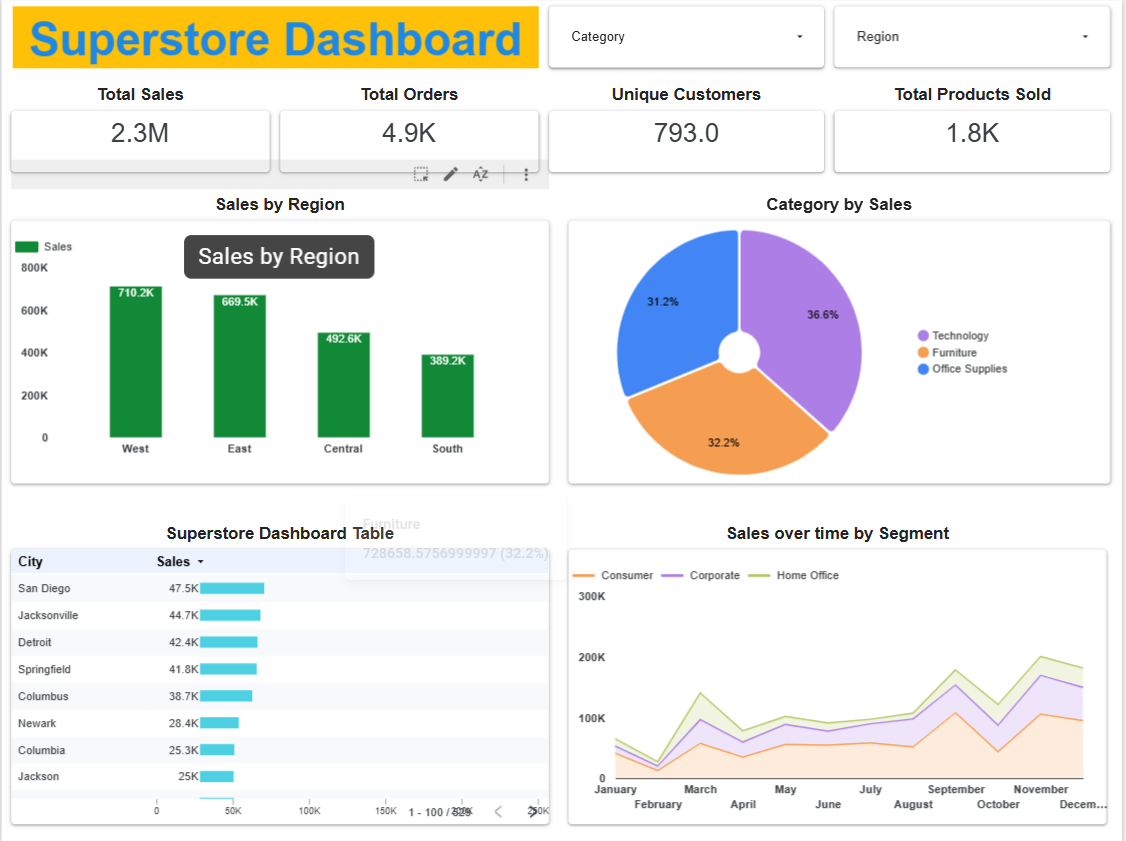 Superstore Dashboard
Category
Region
Total Sales
Total Orders
Unique Customers
Total Products Sold
2.3M
4.9K
793.0
1.8K
AZ
Sales by Region
Category by Sales
Sales
Sales by Region
800K
600K
400K
200K
0
710.2K
669.5K
492.6K
389.2K
West
East
Central
South
31.2%
36.6%
32.2%
Technology
Furniture
Office Supplies
Superstore Dashboard Table
Furniture
728658.5756999997 (32.2%)
City Sales
San Diego 47.5K
Jacksonville 44.7K
Detroit 42.4K
Springfield 41.8K
Columbus 38.7K
Newark 28.4K
Columbia 25.3K
Jackson 25K
0 50K 100K 150K 200K 250K
1 - 100 / 529
Sales over time by Segment
Consumer Corporate Home Office
300K
200K
100K
0
January
February
March
April
May
June
July
August
September
October
November
Decem...